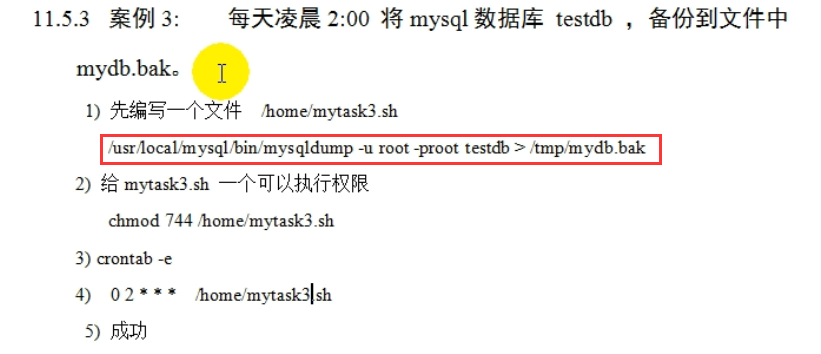 11.5.3 案例 3: 每天凌晨 2:00 将 mysql 数据库 testdb ，备份到文件中
mydb.bak。
1) 先编写一个文件 /home/mytask3.sh
/usr/local/mysql/bin/mysqldump -u root -proot testdb > /tmp/mydb.bak
2) 给 mytask3.sh 一个可以执行权限
chmod 744 /home/mytask3.sh
3) crontab -e
4) 0 2 * * * /home/mytask3.sh
5) 成功